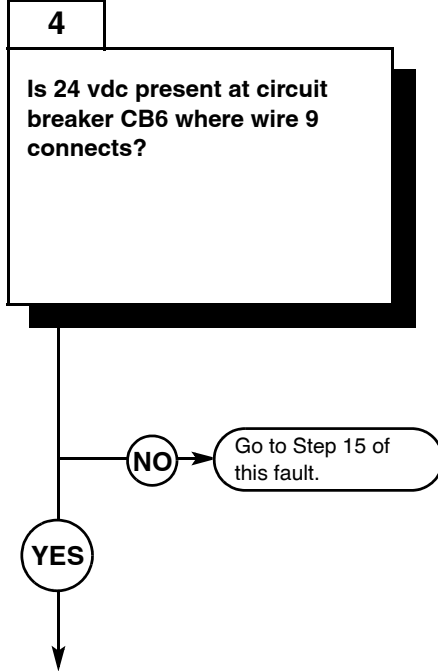 4
Is 24 vdc present at circuit
breaker CB6 where wire 9
connects?
NO
Go to Step 15 of
this fault.
YES